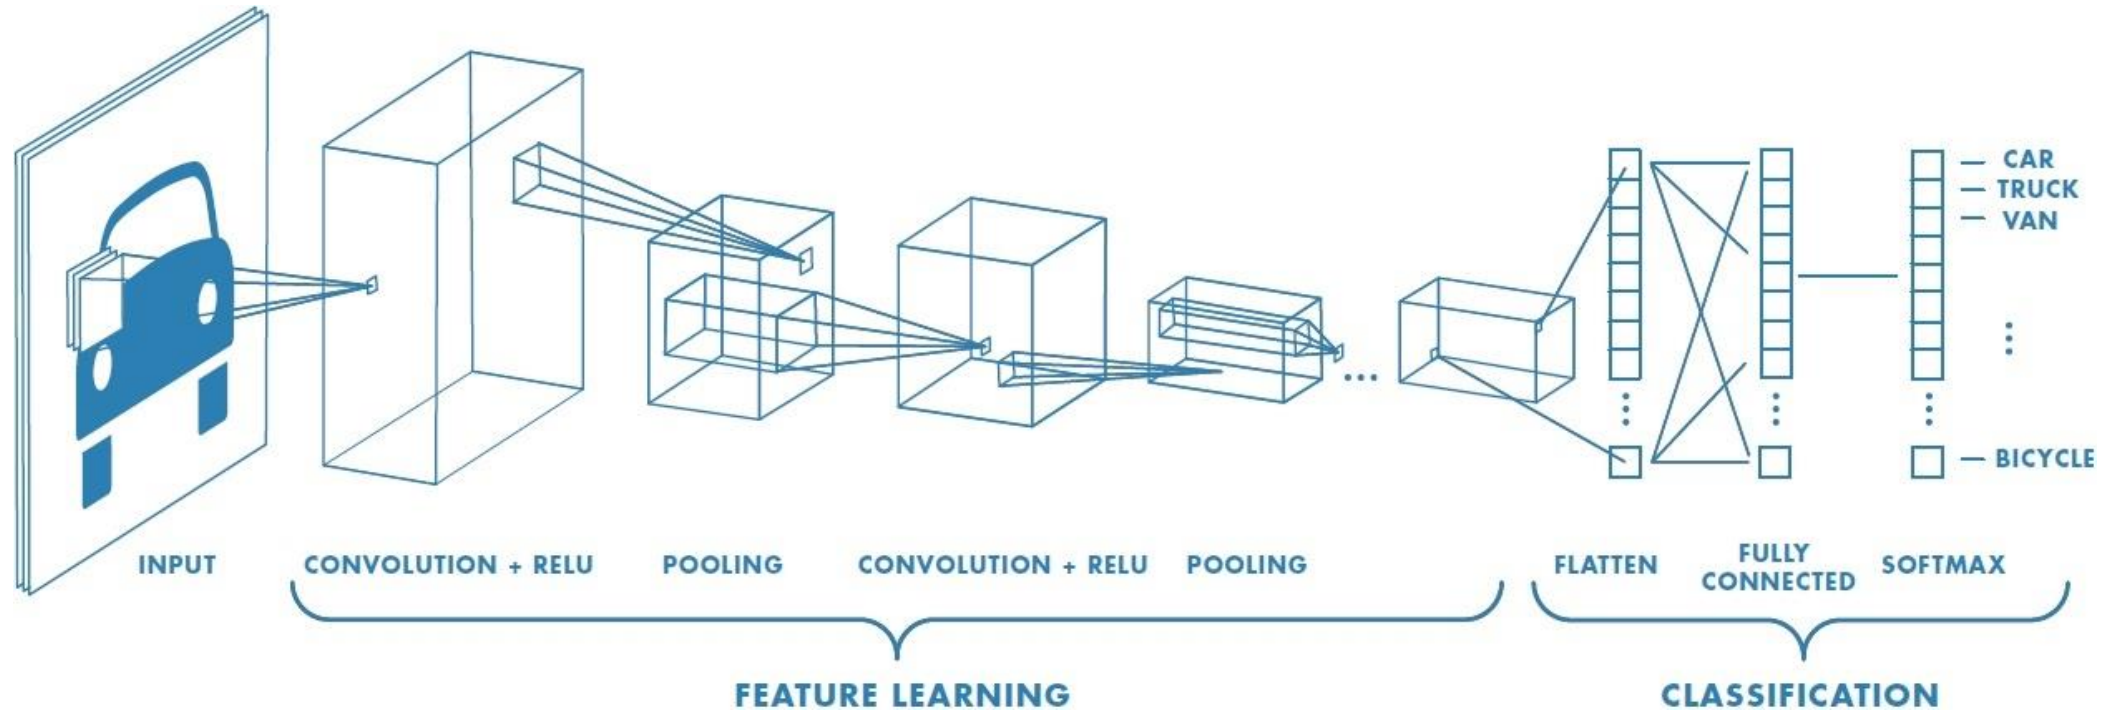 CAR
TRUCK
VAN
BICYCLE
INPUT
CONVOLUTION + RELU
POOLING
CONVOLUTION + RELU
POOLING
FLATTEN
FULLY
CONNECTED
SOFTMAX
FEATURE LEARNING
CLASSIFICATION